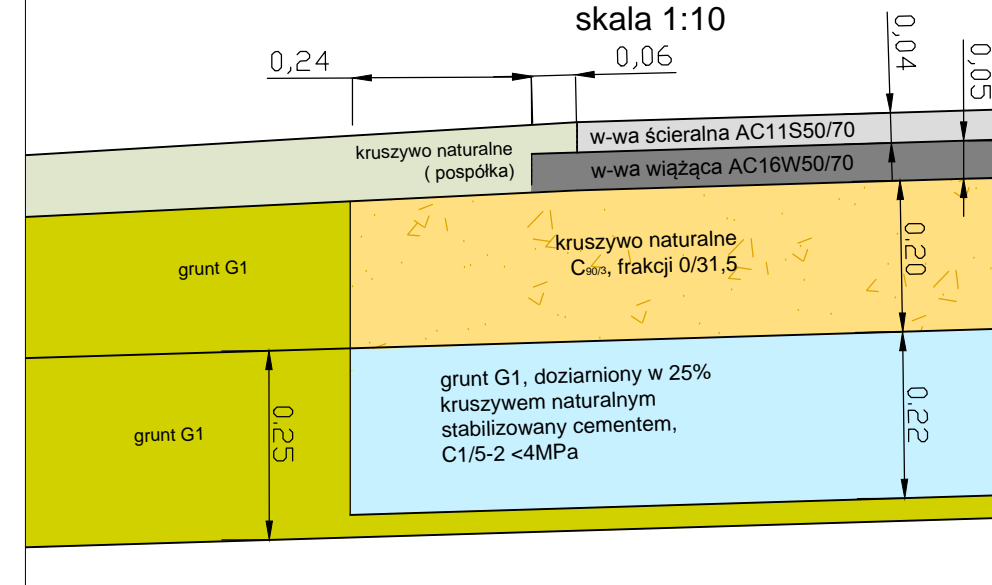 skala 1:10
0,24
0,06
0,04
0,05
w-wa ścieralna AC11S50/70
kruszywo naturalne
( pospółka)
w-wa wiążąca AC16W50/70
kruszywo naturalne
C90/3, frakcji 0/31,5
0.20
grunt G1
grunt G1, doziarniony w 25%
kruszywem naturalnym
stabilizowany cementem,
C1/5-2 <4MPa
0.22
grunt G1
0.25